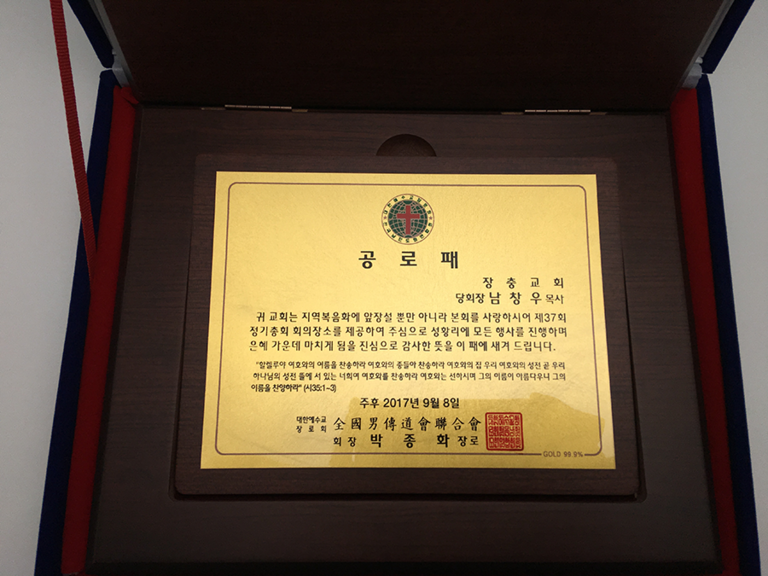 공 로 패
장 충 교 회
당회장 남 창 우 목사
귀 교회는 지역복음화에 앞장설 뿐만 아니라 본회를 사랑하시어 제37회
정기총회 회의장소를 제공하여 주심으로 성황리에 모든 행사를 진행하며
은혜 가운데 마치게 됨을 진심으로 감사한 뜻을 이 패에 새겨 드립니다.
"할렐루야 여호와의 이름을 찬송하라 여호와의 종들아 찬송하라 여호와의 집 우리 여호와의 성전 곧 우리
하나님의 성전 뜰에 서 있는 너희여 여호와를 찬송하라 여호와는 선하시며 그의 이름이 아름다우니 그의
이름을 찬양하라" (시35:1~3)
주후 2017년 9월 8일
대한예수교
장 로 회
全國男傳道會聯合會
회 장 박 종 화 장로
GOLD 99.9%